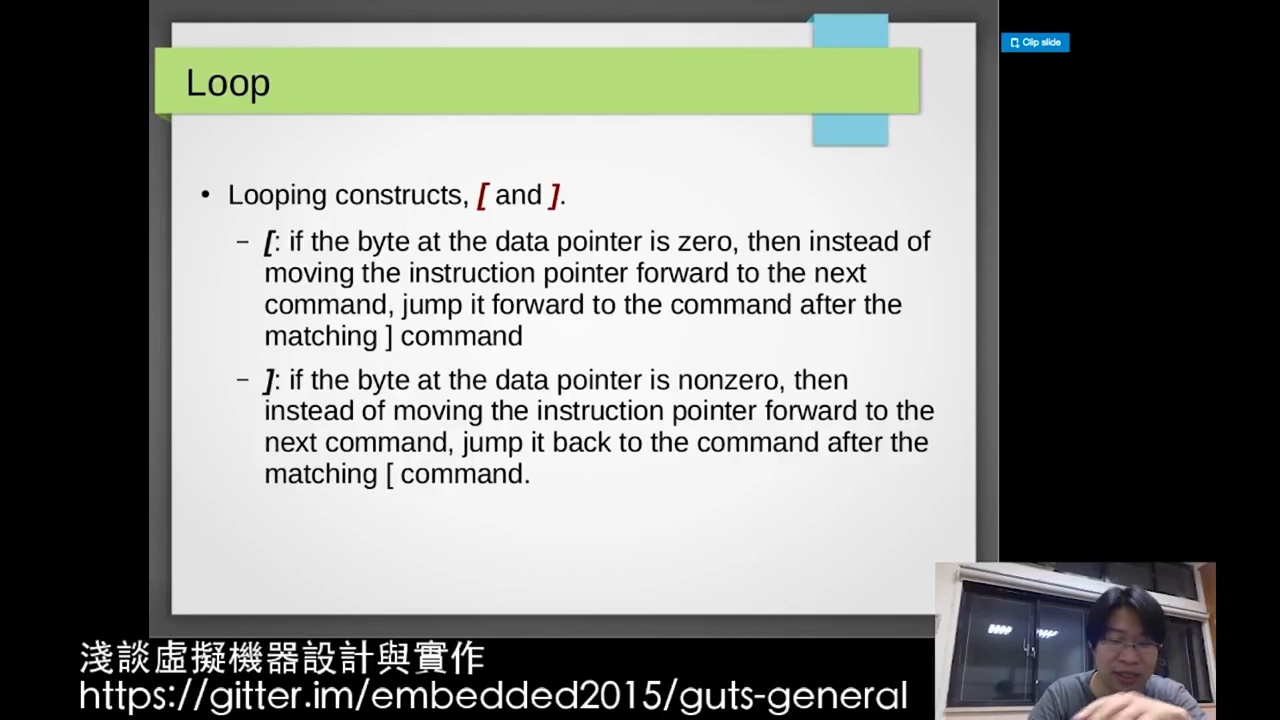 Clip slide
Loop
• Looping constructs, [ and ].
– [: if the byte at the data pointer is zero, then instead of
moving the instruction pointer forward to the next
command, jump it forward to the command after the
matching ] command
– ]: if the byte at the data pointer is nonzero, then
instead of moving the instruction pointer forward to the
next command, jump it back to the command after the
matching [ command.
淺談虛擬機器設計與實作
https://gitter.im/embedded2015/guts-general